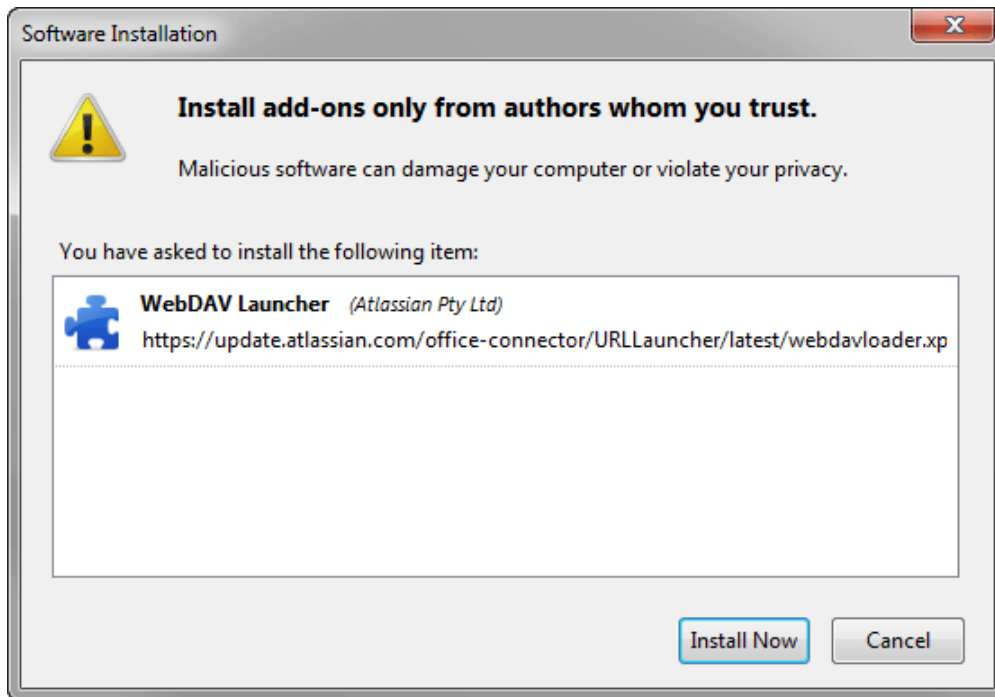 Software Installation
Install add-ons only from authors whom you trust.
Malicious software can damage your computer or violate your privacy.
You have asked to install the following item:
WebDAV Launcher (Atlassian Pty Ltd)
https://update.atlassian.com/office-connector/URLLauncher/latest/webdavloader.xp
Install Now Cancel